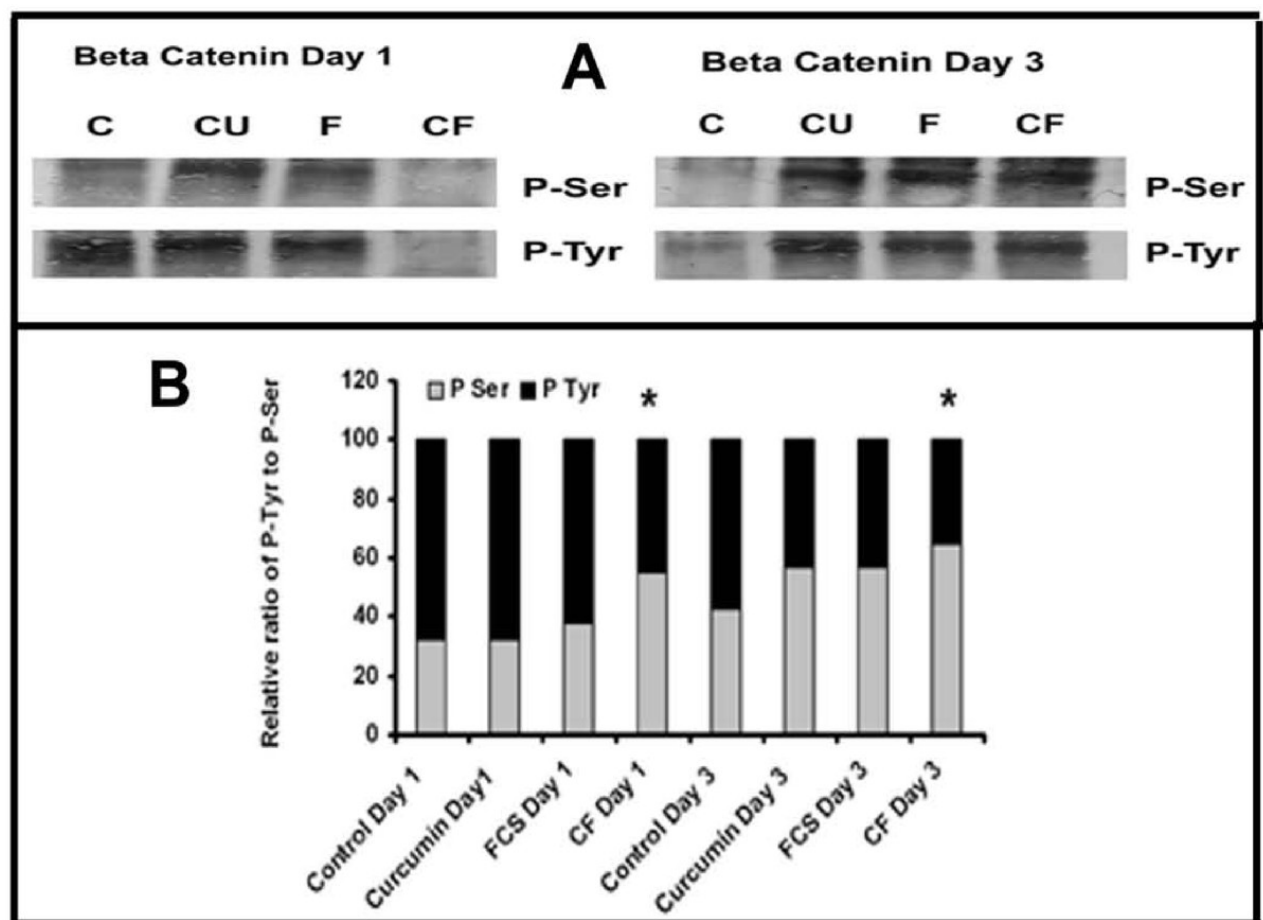 Beta Catenin Day 1
A
Beta Catenin Day 3
C CU F CF
C CU F CF
P-Ser
P-Ser
P-Tyr
P-Tyr
B
Relative ratio of P-Tyr to P-Ser
P Ser P Tyr
* *
120
100
80
60
40
20
0
Control Day 1
Curcumin Day1
FCS Day 1
CF Day 1
Control Day 3
Curcumin Day 3
FCS Day 3
CF Day 3